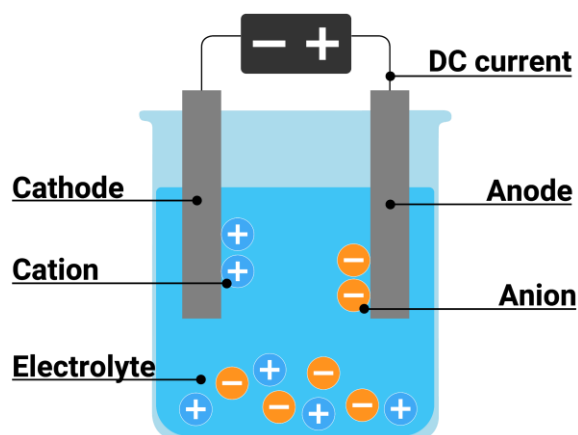 DC current
Cathode
Anode
Cation
Anion
Electrolyte